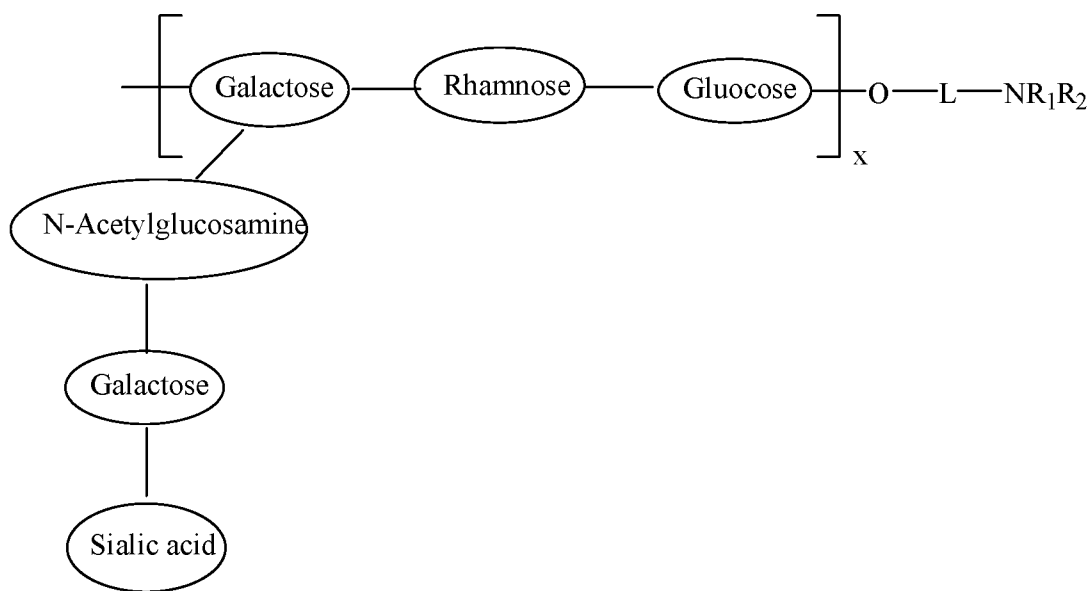 Galactose Rhamnose Gluocose O L NR₁R₂
x
N-Acetylglucosamine
Galactose
Sialic acid